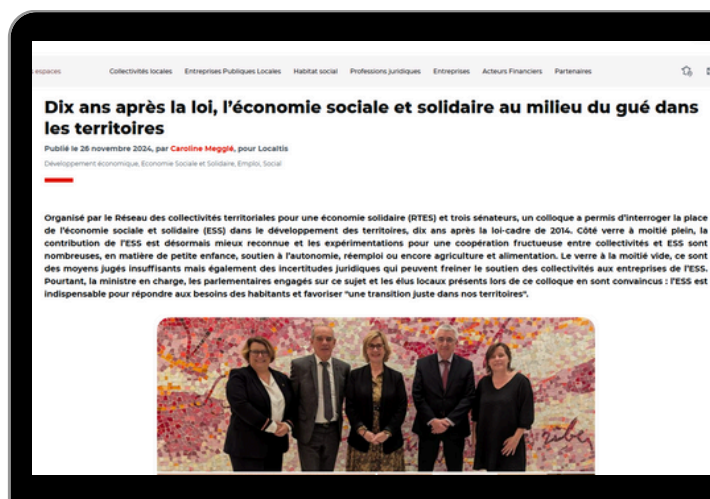 espaces Collectivités locales Entreprises Publiques Locales Habitat social Professions juridiques Entreprises Acteurs Financiers Partenaires
Dix ans après la loi, l’économie sociale et solidaire au milieu du gué dans
les territoires
Publié le 26 novembre 2024, par Caroline Megglé, pour Localtis
Développement économique, Economie Sociale et Solidaire, Emploi, Social
Organisé par le Réseau des collectivités territoriales pour une économie solidaire (RTES) et trois sénateurs, un colloque a permis d’interroger la place
de l’économie sociale et solidaire (ESS) dans le développement des territoires, dix ans après la loi-cadre de 2014. Côté verre à moitié plein, la
contribution de l’ESS est désormais mieux reconnue et les expérimentations pour une coopération fructueuse entre collectivités et ESS sont
nombreuses, en matière de petite enfance, soutien à l’autonomie, réemploi ou encore agriculture et alimentation. Le verre à la moitié vide, ce sont
des moyens jugés insuffisants mais également des incertitudes juridiques qui peuvent freiner le soutien des collectivités aux entreprises de l’ESS.
Pourtant, la ministre en charge, les parlementaires engagés sur ce sujet et les élus locaux présents lors de ce colloque en sont convaincus : l’ESS est
indispensable pour répondre aux besoins des habitants et favoriser "une transition juste dans nos territoires".